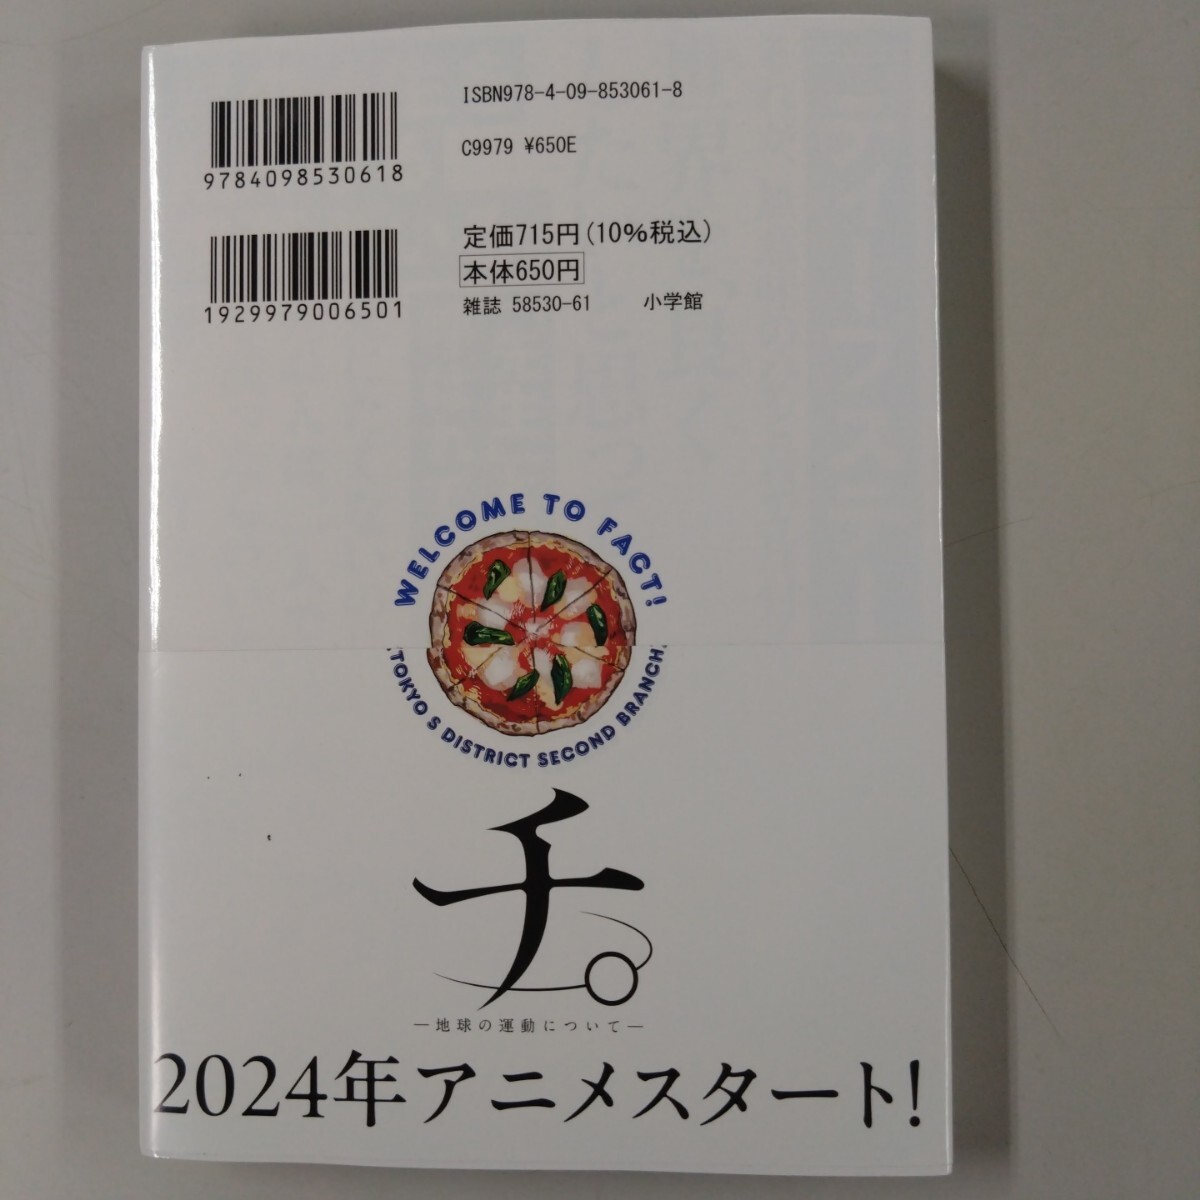 ISBN978-4-09-853061-8
C9979 ¥650E
9784098530618
1929979006501
定価715円(10%税込)
本体650円
雑誌 58530-61 小学館
WELCOME TO FACT!
(TOKYO S DISTRICT SECOND BRANCH)
チ。
―地球の運動について―
2024年アニメスタート!